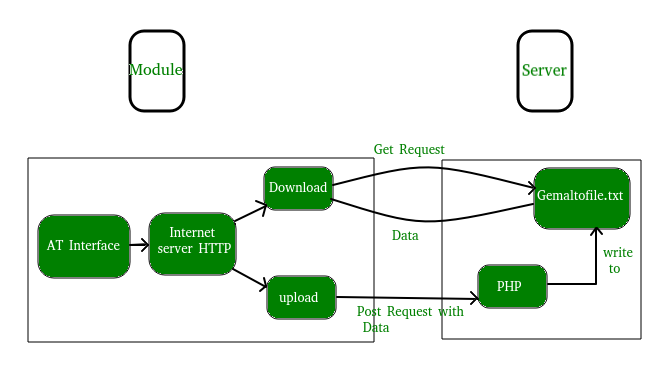 Module
Server
Get Request
Download
Gemaltofile.txt
Internet
server HTTP
AT Interface
Data
write
to
PHP
upload
Post Request with
Data